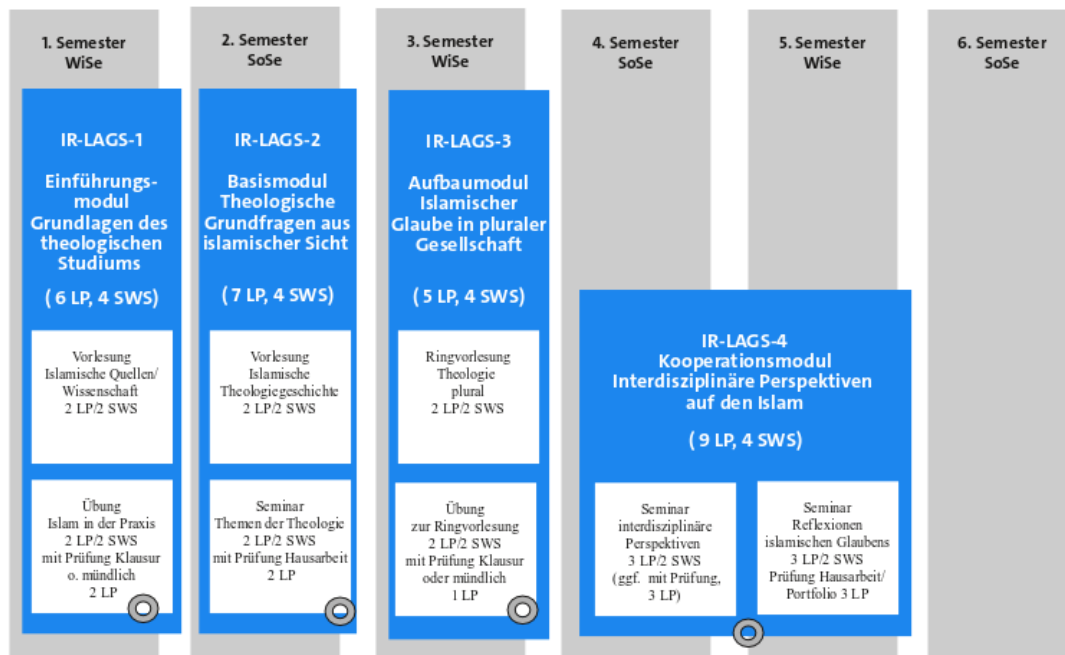 1. Semester
WiSe
2. Semester
SoSe
3. Semester
WiSe
4. Semester
SoSe
5. Semester
WiSe
6. Semester
SoSe
IR-LAGS-1
Einführungs-
modul
Grundlagen des
theologischen
Studiums
( 6 LP, 4 SWS)
Vorlesung
Islamische Quellen/
Wissenschaft
2 LP/2 SWS
Übung
Islam in der Praxis
2 LP/2 SWS
mit Prüfung Klausur
o. mündlich
2 LP
IR-LAGS-2
Basismodul
Theologische
Grundfragen aus
islamischer Sicht
( 7 LP, 4 SWS)
Vorlesung
Islamische
Theologiegeschichte
2 LP/2 SWS
Seminar
Themen der Theologie
2 LP/2 SWS
mit Prüfung Hausarbeit
2 LP
IR-LAGS-3
Aufbaumodul
Islamischer
Glaube in pluraler
Gesellschaft
( 5 LP, 4 SWS)
Ringvorlesung
Theologie
plural
2 LP/2 SWS
Übung
zur Ringvorlesung
2 LP/2 SWS
mit Prüfung Klausur
oder mündlich
1 LP
IR-LAGS-4
Kooperationsmodul
Interdisziplinäre Perspektiven
auf den Islam
( 9 LP, 4 SWS)
Seminar
interdisziplinäre
Perspektiven
3 LP/2 SWS
(ggf. mit Prüfung,
3 LP)
Seminar
Reflexionen
islamischen Glaubens
3 LP/2 SWS
Prüfung Hausarbeit/
Portfolio 3 LP